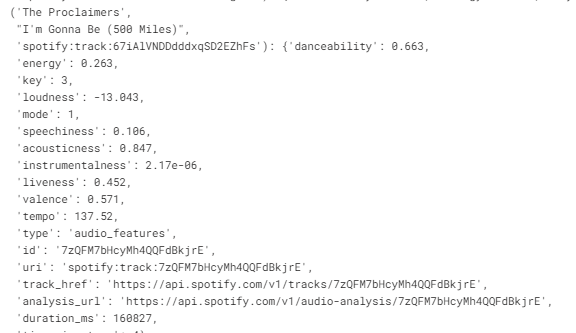 ('The Proclaimers',
"I'm Gonna Be (500 Miles)",
'spotify:track:67iAlVNDDdddxqSD2EZhFs'): {'danceability': 0.663,
'energy': 0.263,
'key': 3,
'loudness': -13.043,
'mode': 1,
'speechiness': 0.106,
'acousticness': 0.847,
'instrumentalness': 2.17e-06,
'liveness': 0.452,
'valence': 0.571,
'tempo': 137.52,
'type': 'audio_features',
'id': '7zQFM7bHcyMh4QQFdBkjrE',
'uri': 'spotify:track:7zQFM7bHcyMh4QQFdBkjrE',
'track_href': 'https://api.spotify.com/v1/tracks/7zQFM7bHcyMh4QQFdBkjrE',
'analysis_url': 'https://api.spotify.com/v1/audio-analysis/7zQFM7bHcyMh4QQFdBkjrE',
'duration_ms': 160827,